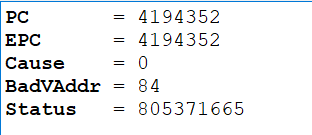 PC = 4194352
EPC = 4194352
Cause = 0
BadVAddr = 84
Status = 805371665